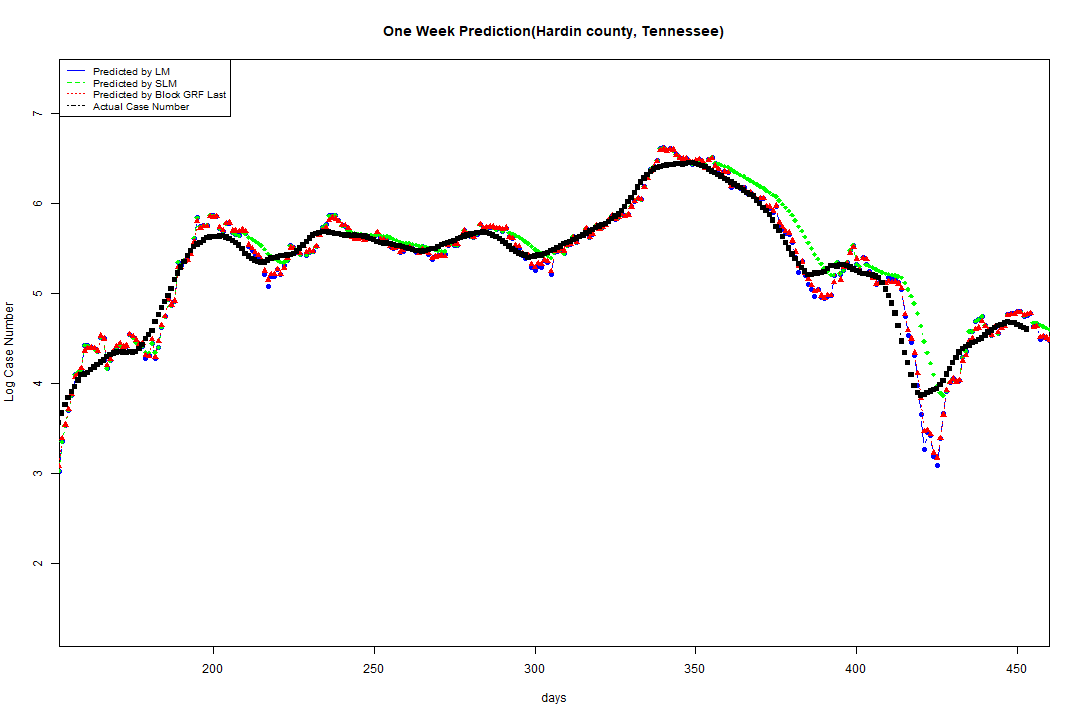 One Week Prediction(Hardin county, Tennessee)
Predicted by LM
Predicted by SLM
Predicted by Block GRF Last
Actual Case Number
7
6
5
4
3
2
Log Case Number
200 250 300 350 400 450
days